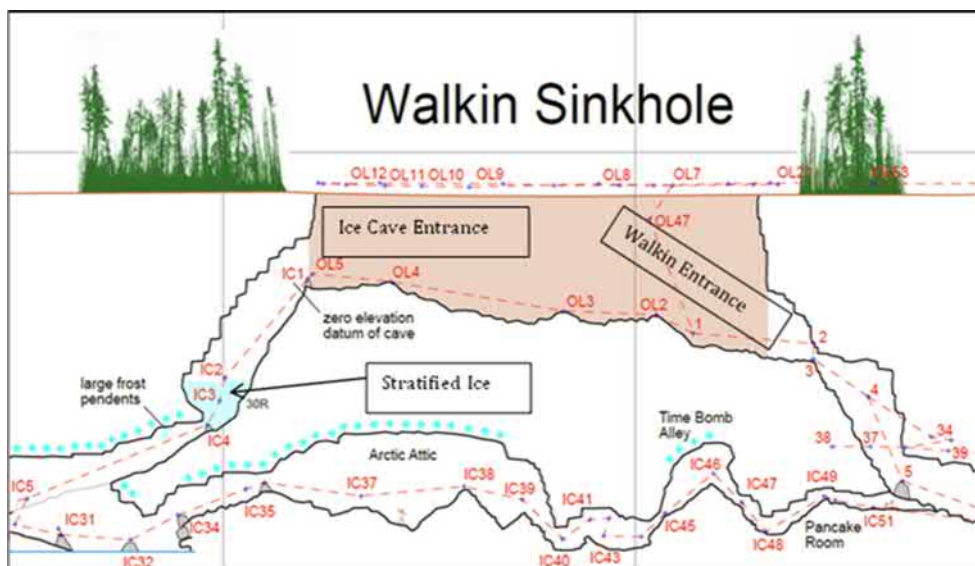 Walkin Sinkhole
OL12
OL11
OL10
OL9
OL8
OL7
Ice Cave Entrance
OL47
Walkin Entrance
IC1
OL5
OL4
OL3
OL2
1
2
3
zero elevation
datum of cave
IC2
Stratified Ice
IC3
30R
large frost
pendents
IC4
4
Time Bomb
Alley
38
37
34
39
Arctic Attic
IC5
IC37
IC38
IC39
IC41
IC46
IC47
IC49
5
IC31
IC34
IC35
IC45
IC51
Pancake
Room
IC32
IC40
IC43
IC48